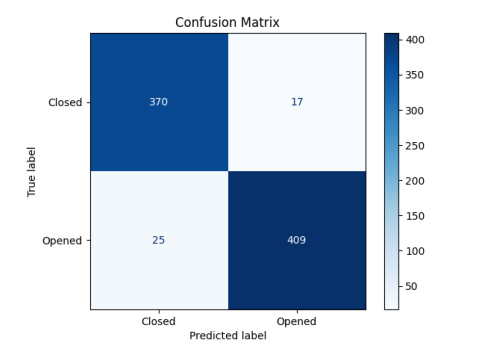 Confusion Matrix
Closed
370
17
True label
Opened
25
409
Closed
Opened
Predicted label
400
350
300
250
200
150
100
50